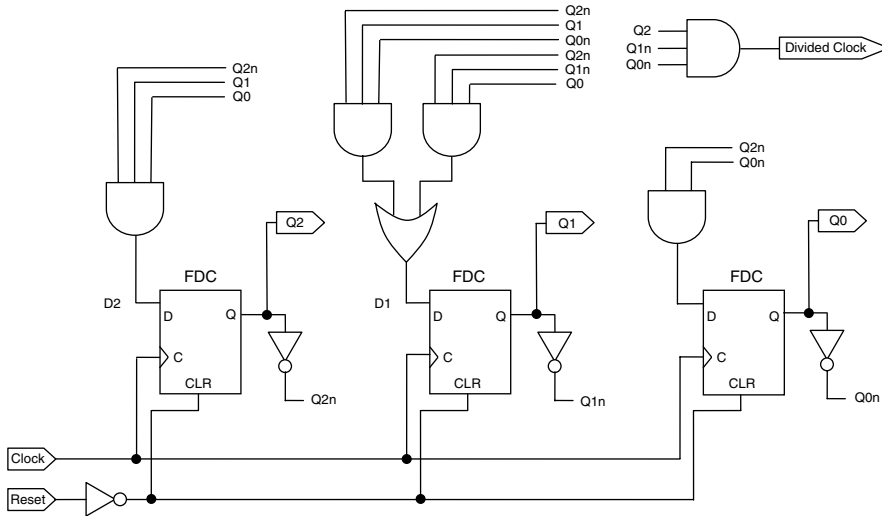 Q2n
Q1
Q0n
Q2n
Q1n
Q0
Q2
Q1n
Q0n
Divided Clock
Q2n
Q1
Q0
Q2n
Q0n
Q2
Q1
Q0
FDC
FDC
FDC
D2
D
Q
D1
D
Q
D
Q
C
C
C
CLR
CLR
CLR
Q2n
Q1n
Q0n
Clock
Reset